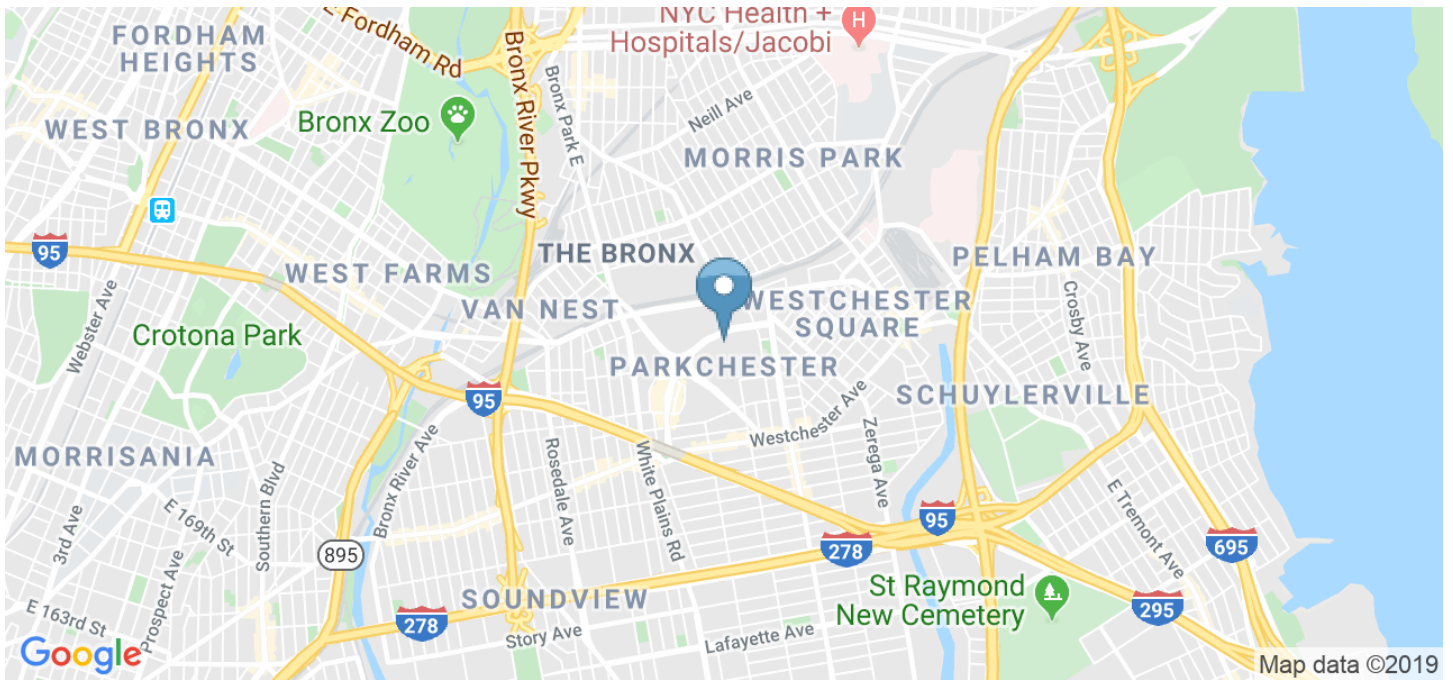 NYC Health +
Hospitals/Jacobi
H
FORDHAM
HEIGHTS
E Fordham Rd
Bronx River Pkwy
Bronx Park E
Neill Ave
Bronx Zoo
WEST BRONX
MORRIS PARK
95
THE BRONX
PELHAM BAY
WEST FARMS
VAN NEST
WESTCHESTER
SQUARE
Crosby Ave
Webster Ave
Crotona Park
PARKCHESTER
SCHUYLERVILLE
95
Westchester Ave
Zerega Ave
MORRISANIA
Bronx River Ave
Rosedale Ave
White Plains Rd
Southern Blvd
E 169th St
3rd Ave
E Tremont Ave
95
278
695
895
Prospect Ave
E 163rd St
SOUNDVIEW
St Raymond
New Cemetery
295
278
Story Ave
Lafayette Ave
Google
Map data ©2019